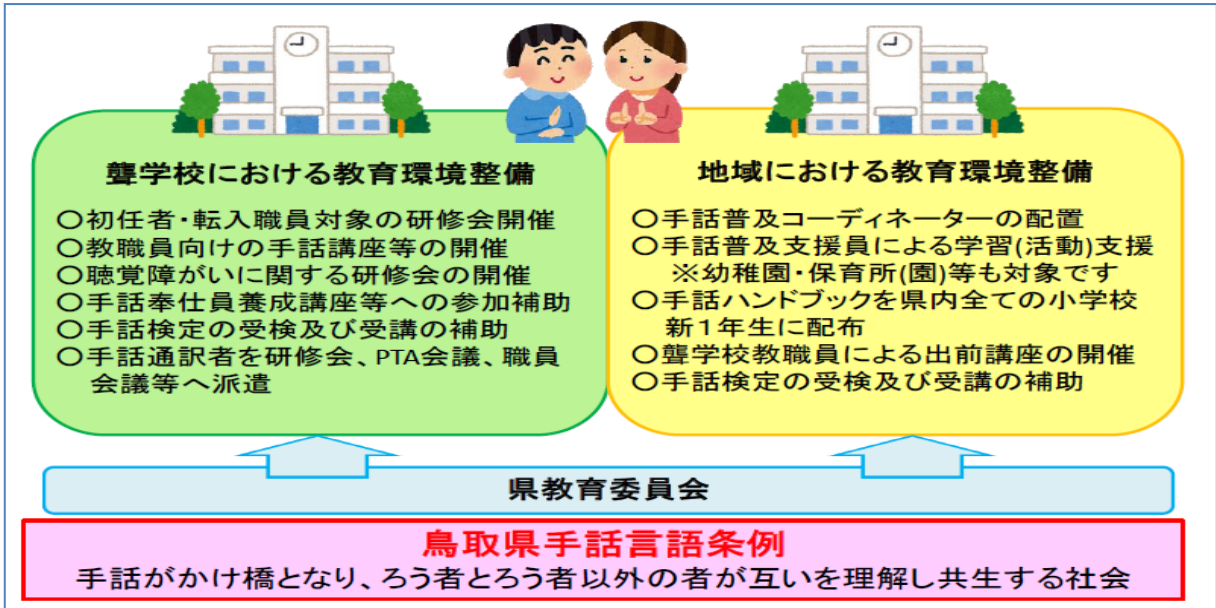 聾学校における教育環境整備
〇初任者・転入職員対象の研修会開催
〇教職員向けの手話講座等の開催
〇聴覚障がいに関する研修会の開催
〇手話奉仕員養成講座等への参加補助
〇手話検定の受検及び受講の補助
〇手話通訳者を研修会、PTA会議、職員
会議等へ派遣
地域における教育環境整備
〇手話普及コーディネーターの配置
〇手話普及支援員による学習(活動)支援
※幼稚園・保育所(園)等も対象です
〇手話ハンドブックを県内全ての小学校
新1年生に配布
〇聾学校教職員による出前講座の開催
〇手話検定の受検及び受講の補助
県教育委員会
鳥取県手話言語条例
手話がかけ橋となり、ろう者とろう者以外の者が互いを理解し共生する社会